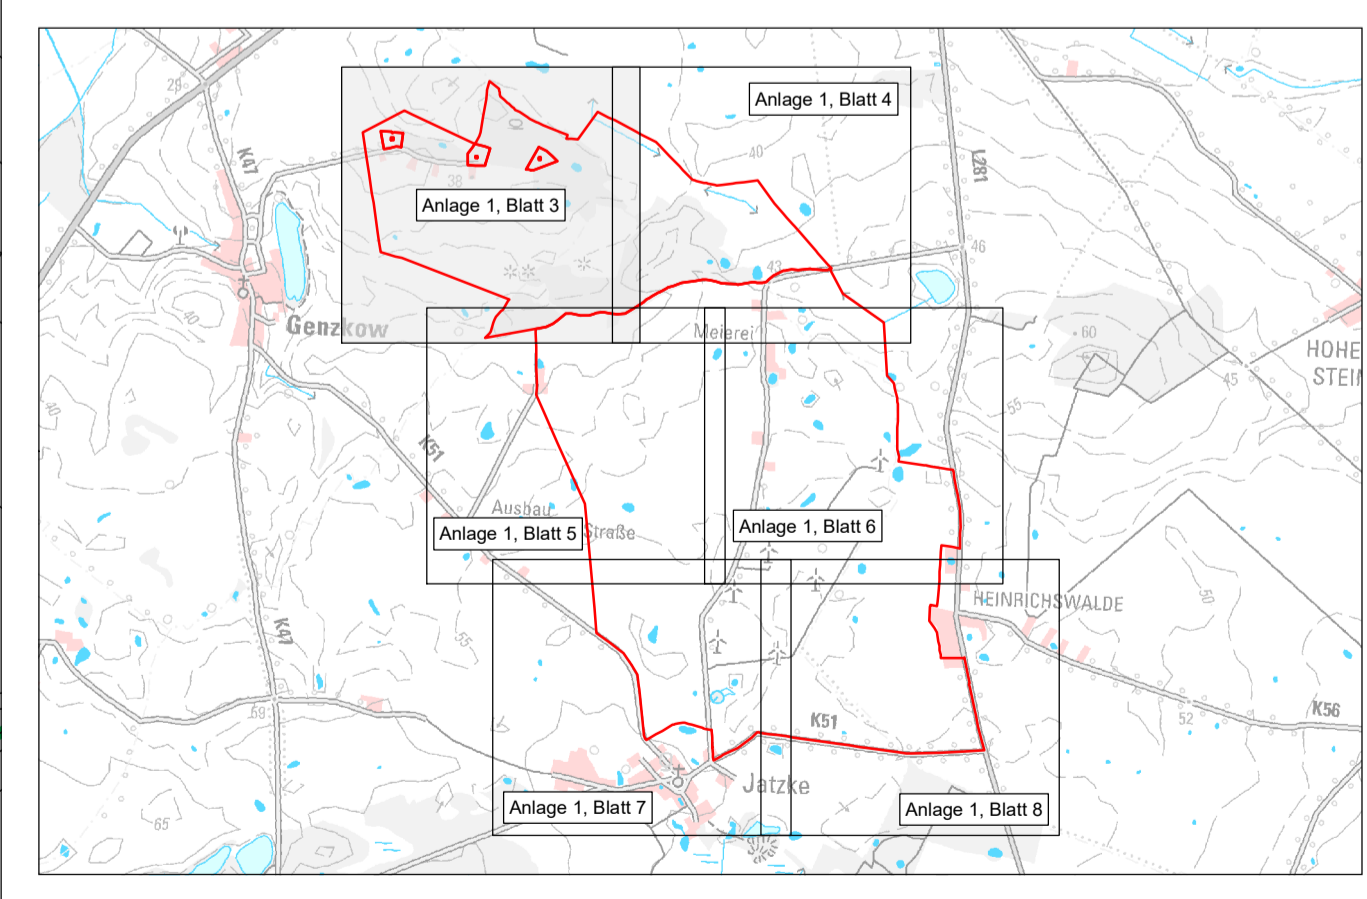 29
K47
Anlage 1, Blatt 4
40
L281
38
Anlage 1, Blatt 3
46
43
40
Genzkow
Meierei
60
HOHE
STEIN
45
40
55
K51
Ausbau
Straße
Anlage 1, Blatt 5
Anlage 1, Blatt 6
HEINRICHSWALDE
50
K47
55
59
K51
52
K56
Jatzke
Anlage 1, Blatt 7
Anlage 1, Blatt 8
65